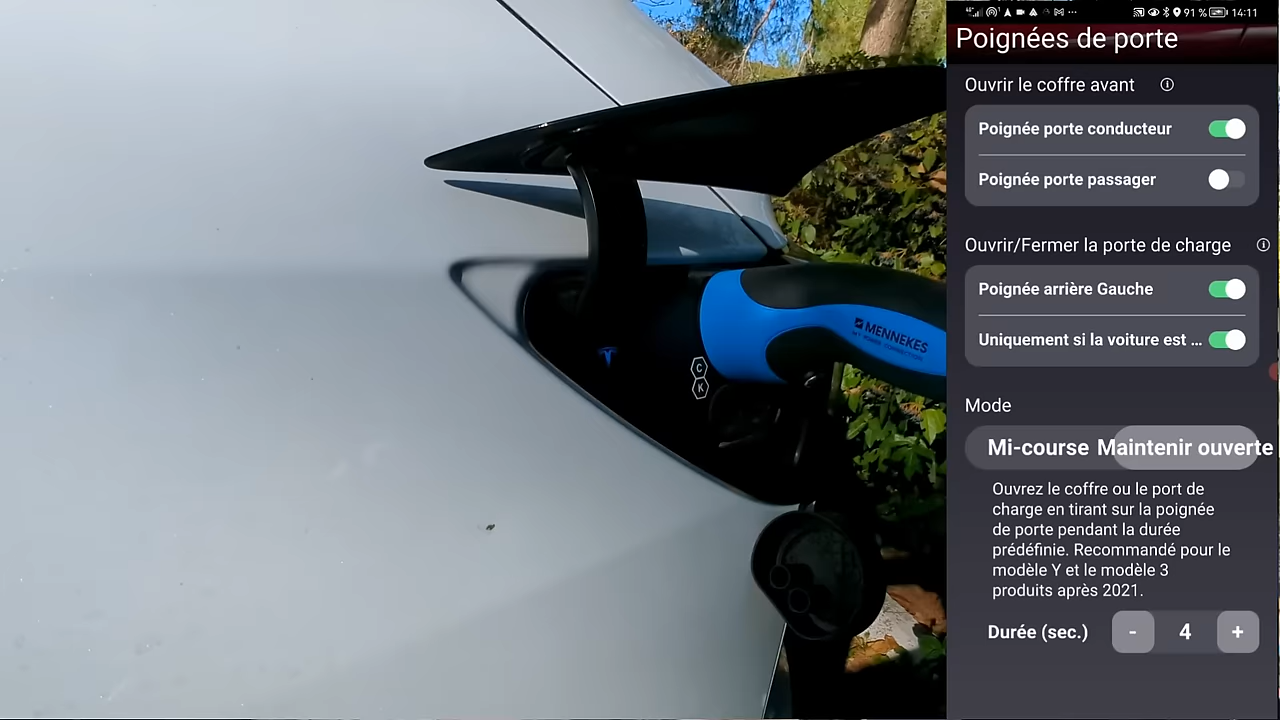 91 % 14:11
Poignées de porte
Ouvrir le coffre avant
Poignée porte conducteur
Poignée porte passager
Ouvrir/Fermer la porte de charge
Poignée arrière Gauche
Uniquement si la voiture est ...
Mode
Mi-course Maintenir ouverte
Ouvrez le coffre ou le port de
charge en tirant sur la poignée
de porte pendant la durée
prédéfinie. Recommandé pour le
modèle Y et le modèle 3
produits après 2021.
Durée (sec.) - 4 +
MENNEKES
C
K